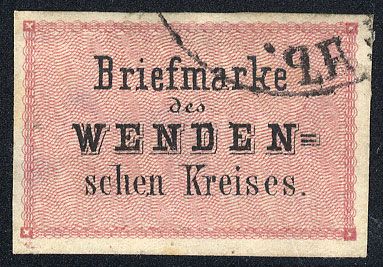 Briefmarke
des
WENDEN=
schen Kreises.